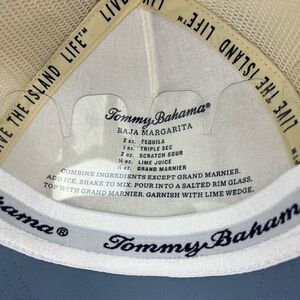 LIVE THE ISLAND LIFE™ LIVE
LIVE THE ISLAND LIFE™
Tommy Bahama®
BAJA MARGARITA
2 oz. TEQUILA
1 oz. TRIPLE SEC
2 oz. SCRATCH SOUR
½ oz. LIME JUICE
½ oz. GRAND MARNIER
COMBINE INGREDIENTS EXCEPT GRAND MARNIER.
ADD ICE, SHAKE TO MIX. POUR INTO A SALTED RIM GLASS.
TOP WITH GRAND MARNIER. GARNISH WITH LIME WEDGE.
Bahama®
Tommy Bahama